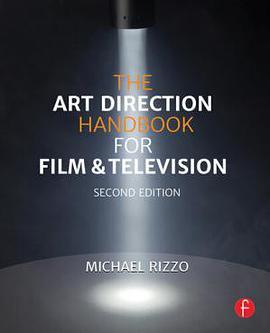 THE
ART DIRECTION
HANDBOOK
FOR
FILM & TELEVISION
SECOND EDITION
MICHAEL RIZZO
f